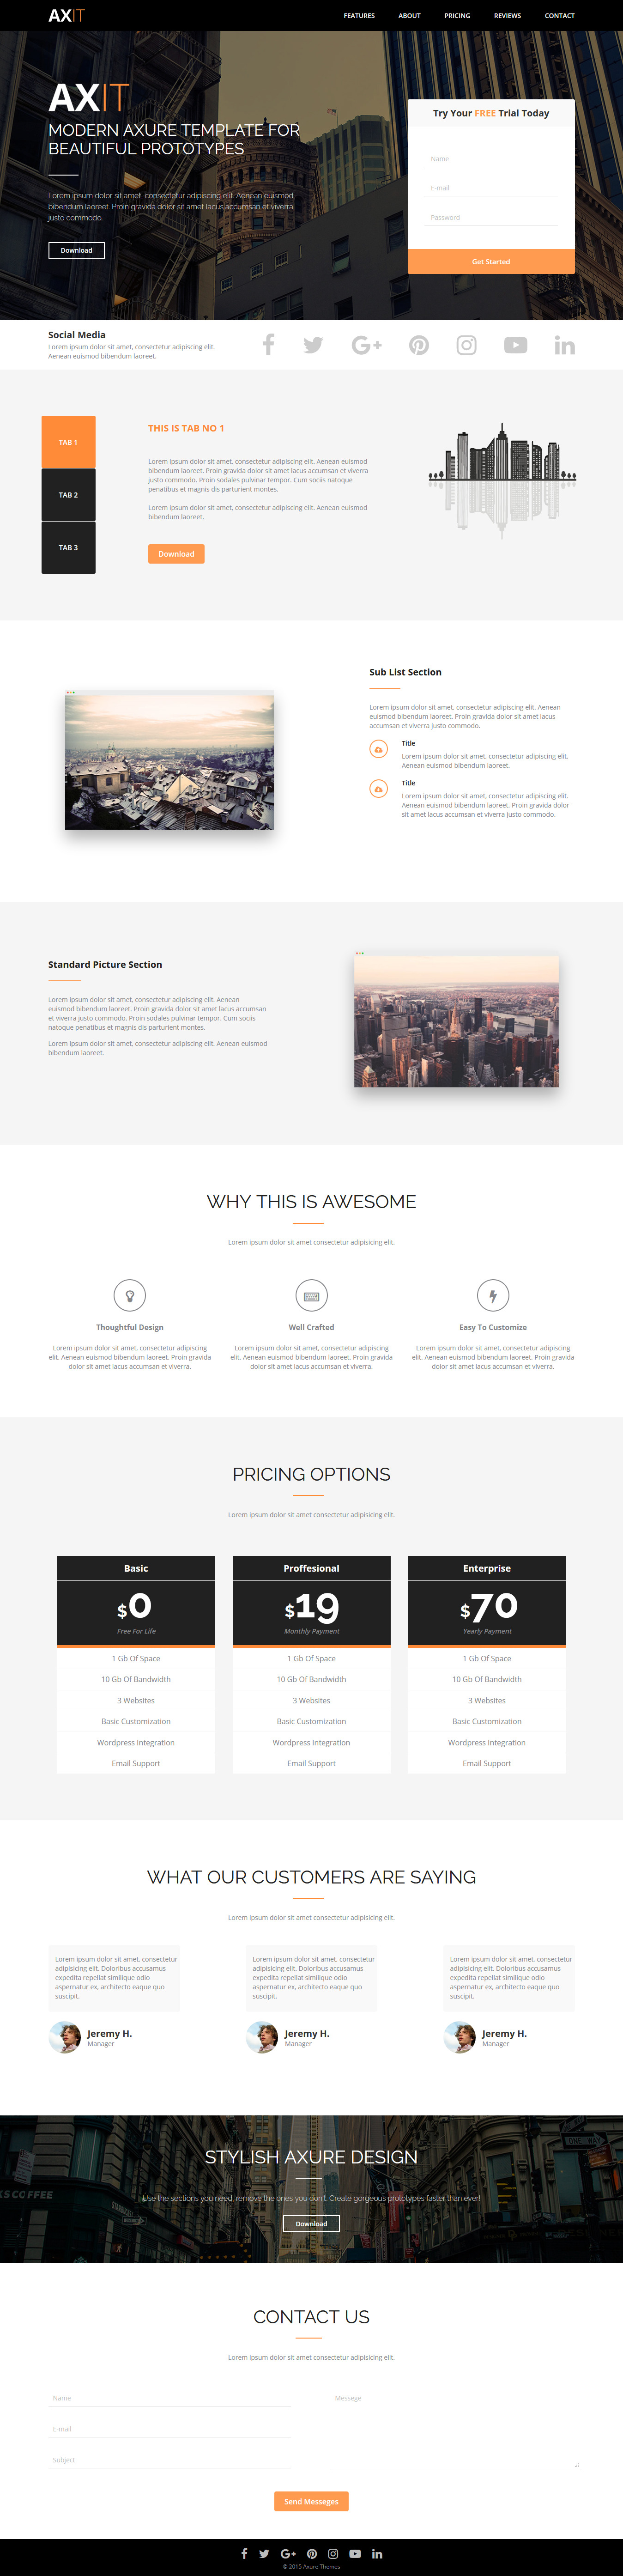 AXIT
FEATURES ABOUT PRICING REVIEWS CONTACT
AXIT
MODERN AXURE TEMPLATE FOR
BEAUTIFUL PROTOTYPES
Lorem ipsum dolor sit amet, consectetur adipiscing elit. Aenean euismod
bibendum laoreet. Proin gravida dolor sit amet lacus accumsan et viverra
justo commodo.
Download
Try Your FREE Trial Today
Name
E-mail
Password
Get Started
Social Media
Lorem ipsum dolor sit amet, consectetur adipiscing elit.
Aenean euismod bibendum laoreet.
TAB 1
TAB 2
TAB 3
THIS IS TAB NO 1
Lorem ipsum dolor sit amet, consectetur adipiscing elit. Aenean euismod
bibendum laoreet. Proin gravida dolor sit amet lacus accumsan et viverra
justo commodo. Proin sodales pulvinar tempor. Cum sociis natoque
penatibus et magnis dis parturient montes.
Lorem ipsum dolor sit amet, consectetur adipiscing elit. Aenean euismod
bibendum laoreet.
Download
Sub List Section
Lorem ipsum dolor sit amet, consectetur adipiscing elit. Aenean
euismod bibendum laoreet. Proin gravida dolor sit amet lacus
accumsan et viverra justo commodo.
Title
Lorem ipsum dolor sit amet, consectetur adipiscing elit.
Aenean euismod bibendum laoreet.
Title
Lorem ipsum dolor sit amet, consectetur adipiscing elit.
Aenean euismod bibendum laoreet. Proin gravida dolor
sit amet lacus accumsan et viverra justo commodo.
Standard Picture Section
Lorem ipsum dolor sit amet, consectetur adipiscing elit. Aenean
euismod bibendum laoreet. Proin gravida dolor sit amet lacus accumsan
et viverra justo commodo. Proin sodales pulvinar tempor. Cum sociis
natoque penatibus et magnis dis parturient montes.
Lorem ipsum dolor sit amet, consectetur adipiscing elit. Aenean euismod
bibendum laoreet.
WHY THIS IS AWESOME
Lorem ipsum dolor sit amet consectetur adipisicing elit.
Thoughtful Design
Lorem ipsum dolor sit amet, consectetur adipiscing
elit. Aenean euismod bibendum laoreet. Proin gravida
dolor sit amet lacus accumsan et viverra.
Well Crafted
Lorem ipsum dolor sit amet, consectetur adipiscing
elit. Aenean euismod bibendum laoreet. Proin gravida
dolor sit amet lacus accumsan et viverra.
Easy To Customize
Lorem ipsum dolor sit amet, consectetur adipiscing
elit. Aenean euismod bibendum laoreet. Proin gravida
dolor sit amet lacus accumsan et viverra.
PRICING OPTIONS
Lorem ipsum dolor sit amet consectetur adipisicing elit.
Basic
$0
Free For Life
1 Gb Of Space
10 Gb Of Bandwidth
3 Websites
Basic Customization
Wordpress Integration
Email Support
Proffesional
$19
Monthly Payment
1 Gb Of Space
10 Gb Of Bandwidth
3 Websites
Basic Customization
Wordpress Integration
Email Support
Enterprise
$70
Yearly Payment
1 Gb Of Space
10 Gb Of Bandwidth
3 Websites
Basic Customization
Wordpress Integration
Email Support
WHAT OUR CUSTOMERS ARE SAYING
Lorem ipsum dolor sit amet consectetur adipisicing elit.
Lorem ipsum dolor sit amet, consectetur
adipisicing elit. Doloribus accusamus
expedita repellat similique odio
aspernatur ex, architecto eaque quo
suscipit.
Jeremy H.
Manager
Lorem ipsum dolor sit amet, consectetur
adipisicing elit. Doloribus accusamus
expedita repellat similique odio
aspernatur ex, architecto eaque quo
suscipit.
Jeremy H.
Manager
Lorem ipsum dolor sit amet, consectetur
adipisicing elit. Doloribus accusamus
expedita repellat similique odio
aspernatur ex, architecto eaque quo
suscipit.
Jeremy H.
Manager
STYLISH AXURE DESIGN
Use the sections you need, remove the ones you don't. Create gorgeous prototypes faster than ever!
Download
KS COFFEE
ONE WAY
CONTACT US
Lorem ipsum dolor sit amet consectetur adipisicing elit.
Name
E-mail
Subject
Messege
Send Messeges
© 2015 Axure Themes